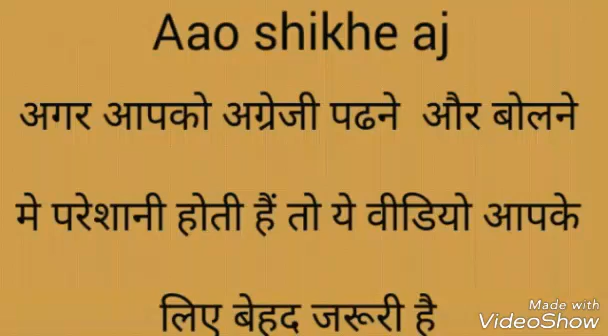 Aao shikhe aj
अगर आपको अग्रेजी पढने और बोलने
मे परेशानी होती हैं तो ये वीडियो आपके
लिए बेहद जरूरी है
Made with
VideoShow